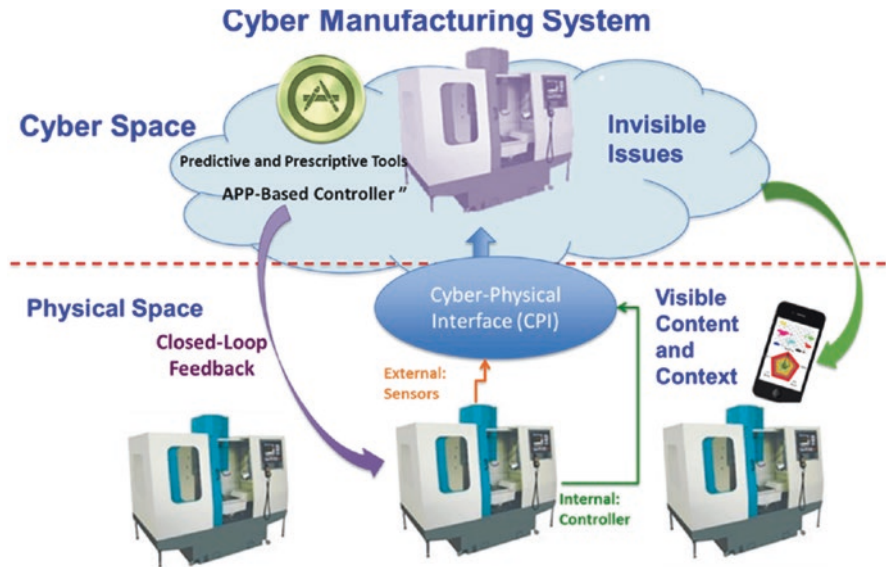 Cyber Manufacturing System
Cyber Space
Predictive and Prescriptive Tools
APP-Based Controller ”
Invisible
Issues
Physical Space
Closed-Loop
Feedback
Cyber-Physical
Interface (CPI)
External:
Sensors
Internal:
Controller
Visible
Content
and
Context